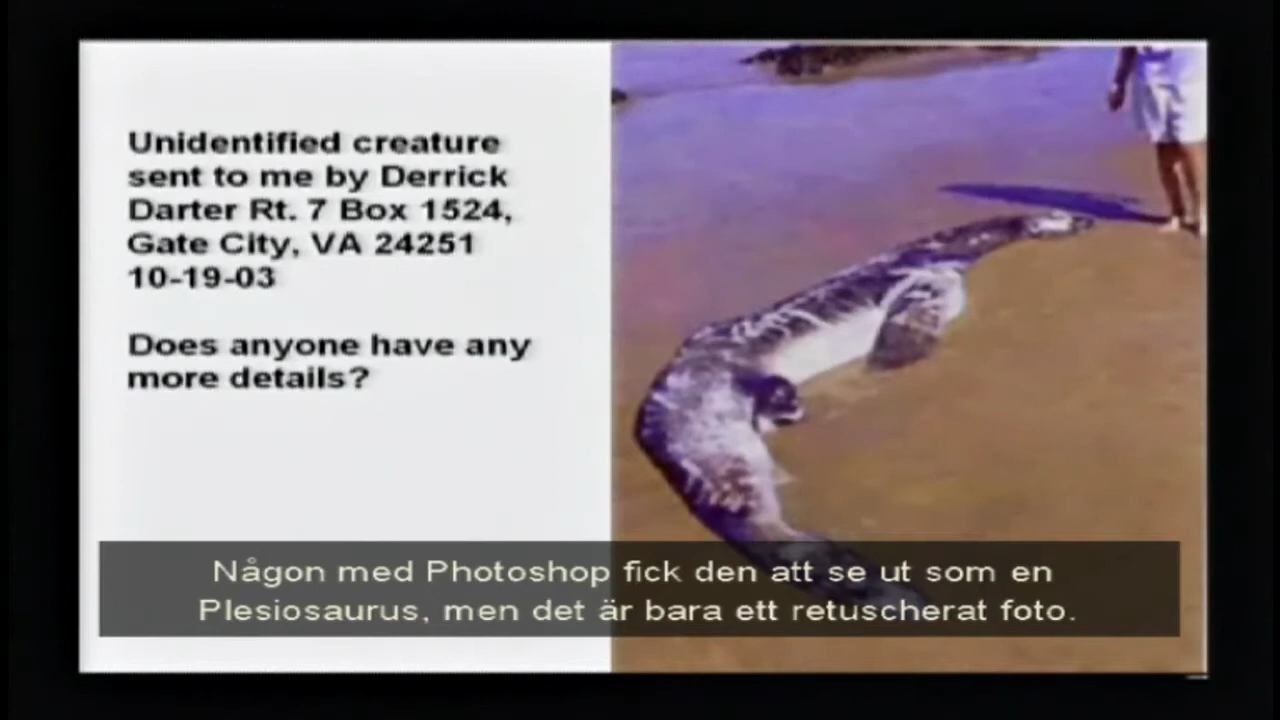 Unidentified creature
sent to me by Derrick
Darter Rt. 7 Box 1524,
Gate City, VA 24251
10-19-03
Does anyone have any
more details?
Någon med Photoshop fick den att se ut som en
Plesiosaurus, men det är bara ett retuscherat foto.